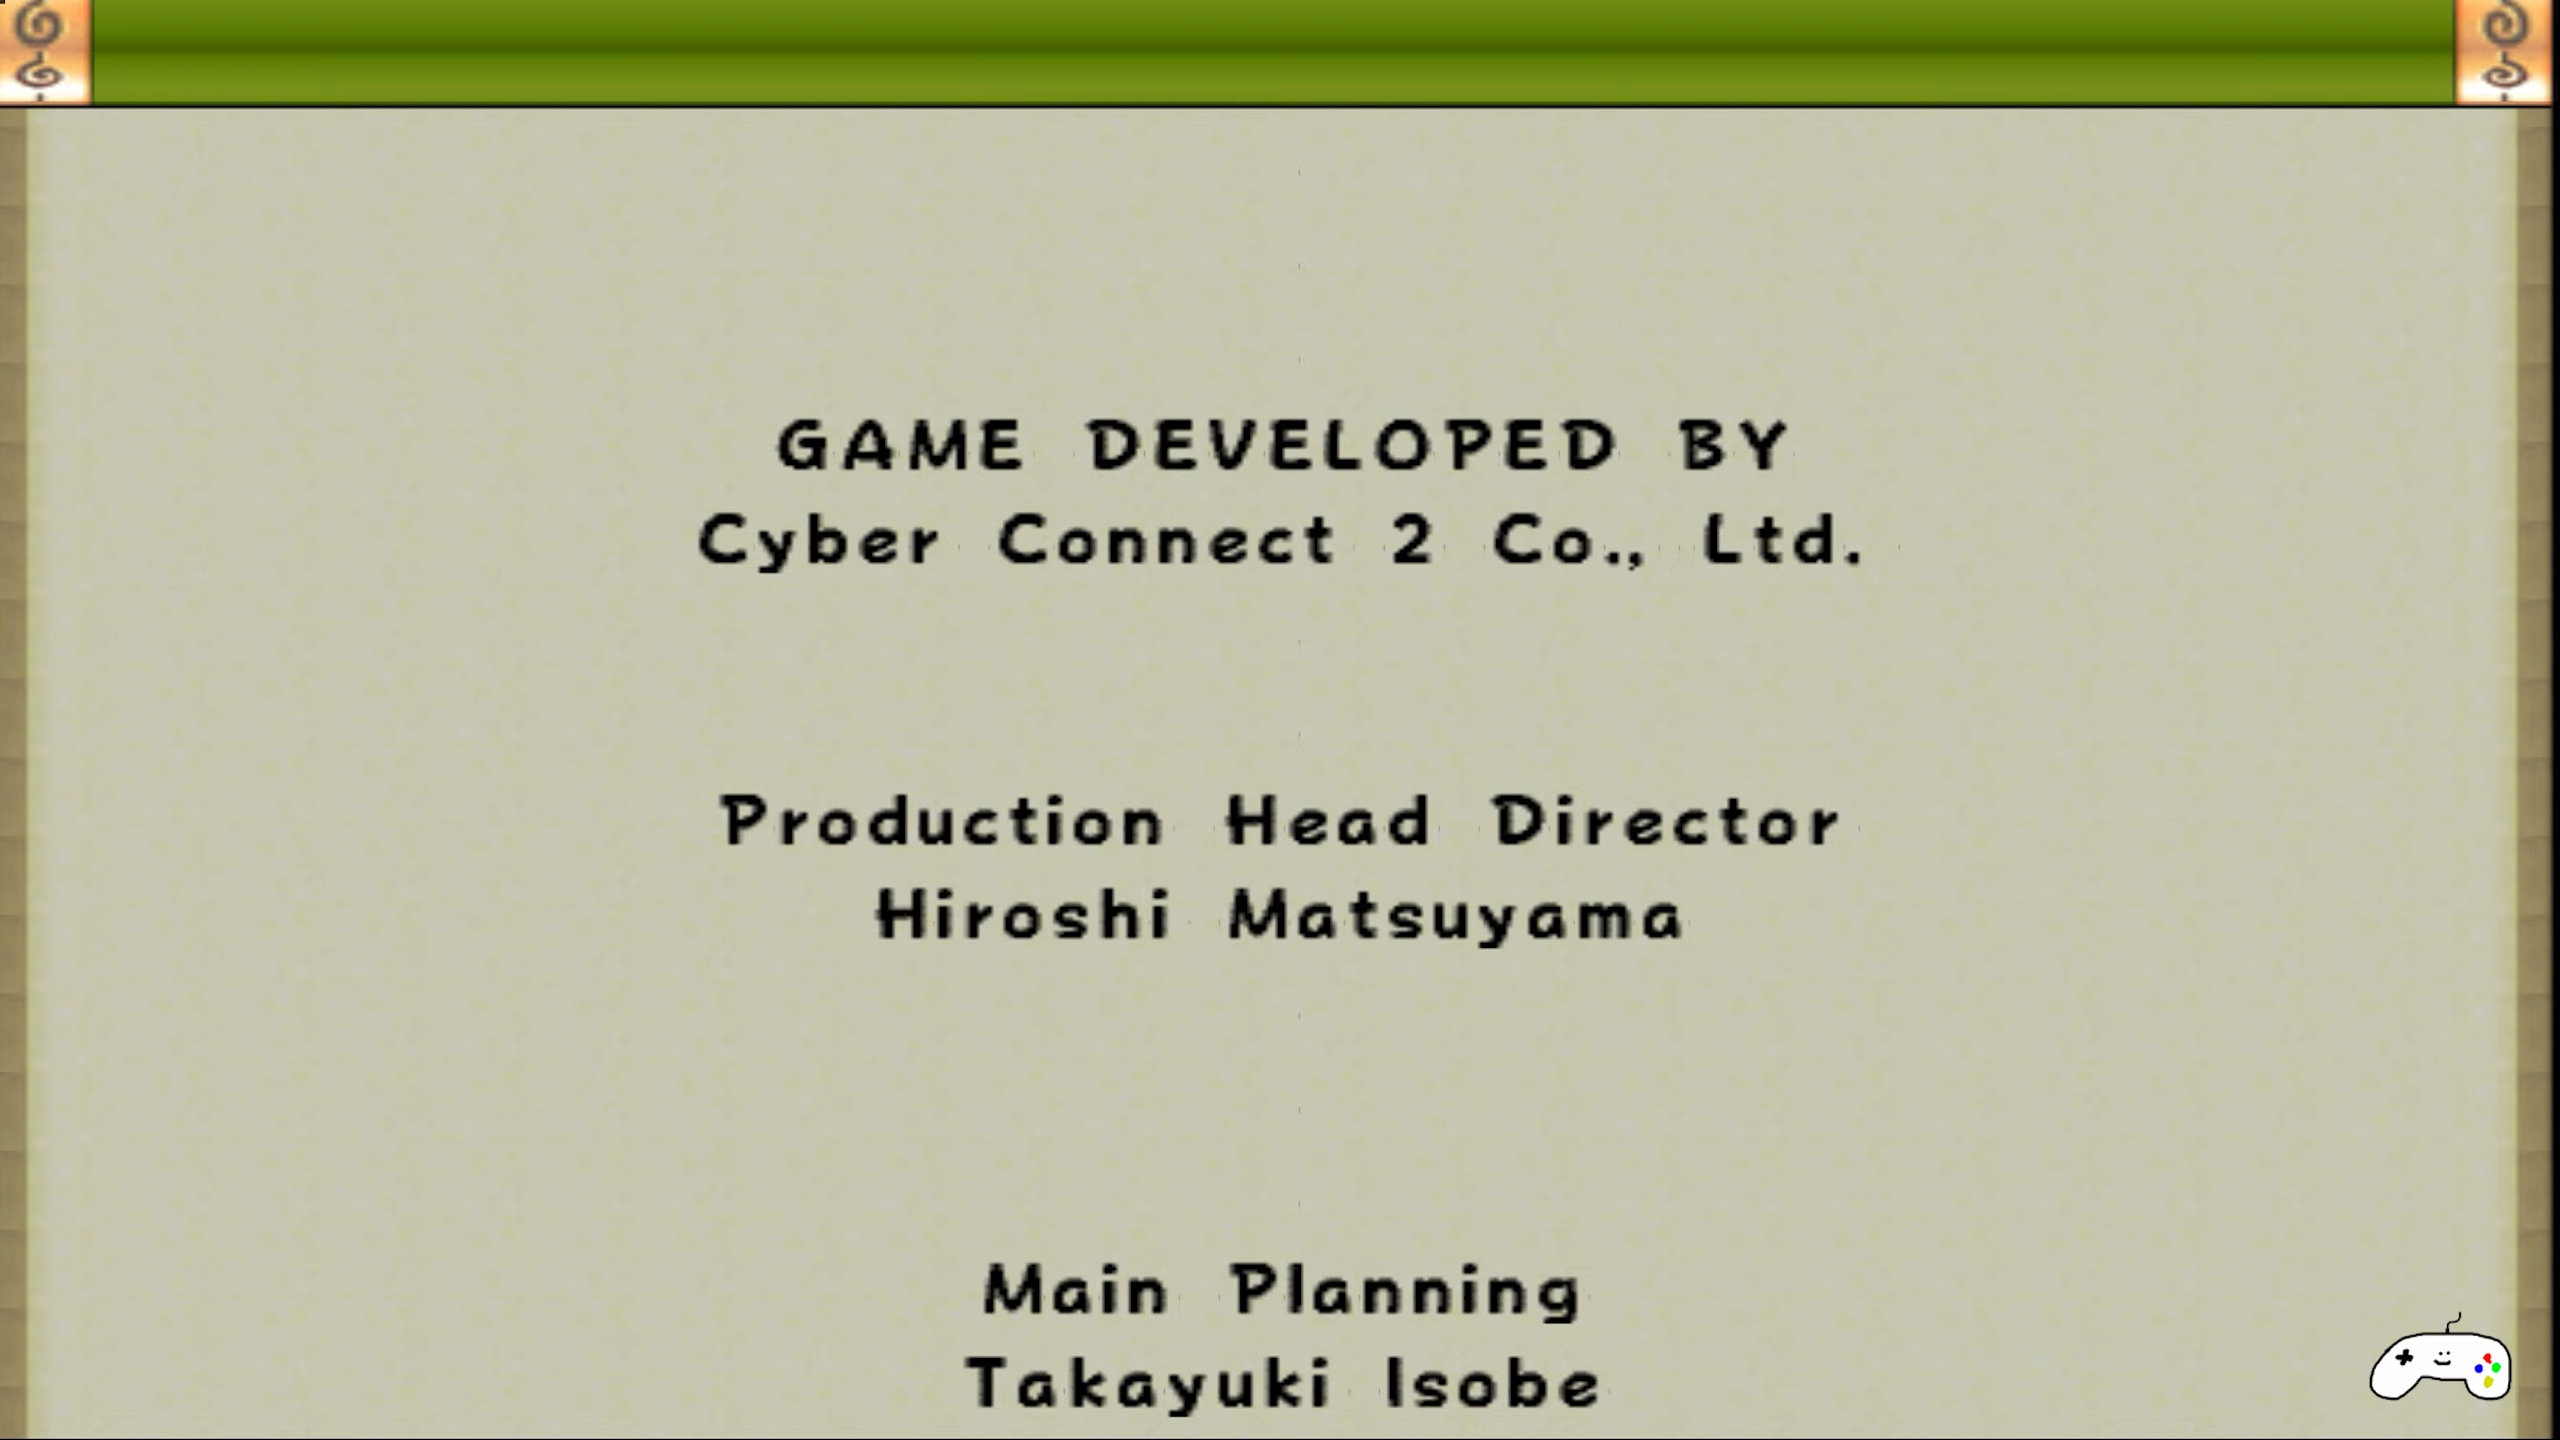 GAME DEVELOPED BY
Cyber Connect 2 Co., Ltd.
Production Head Director
Hiroshi Matsuyama
Main Planning
Takayuki Isobe